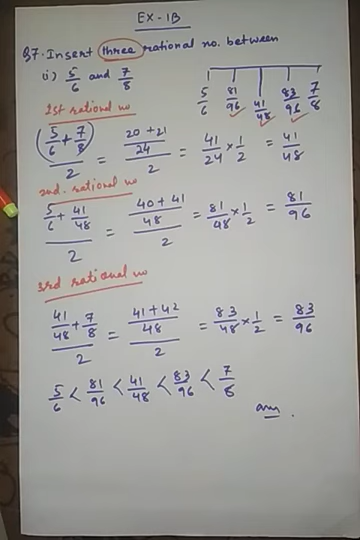 EX-1B
Q7. Insert three rational no. between
ii) 5/6 and 7/8
5/6 81/96 41/48 83/96 7/8
1st rational no
(5/6 + 7/8)/2 = ((20+21)/24)/2 = 41/24 × 1/2 = 41/48
2nd. rational no
(5/6 + 41/48)/2 = ((40+41)/48)/2 = 81/48 × 1/2 = 81/96
3rd rational no
(41/48 + 7/8)/2 = ((41+42)/48)/2 = 83/48 × 1/2 = 83/96
5/6 < 81/96 < 41/48 < 83/96 < 7/8
ans.